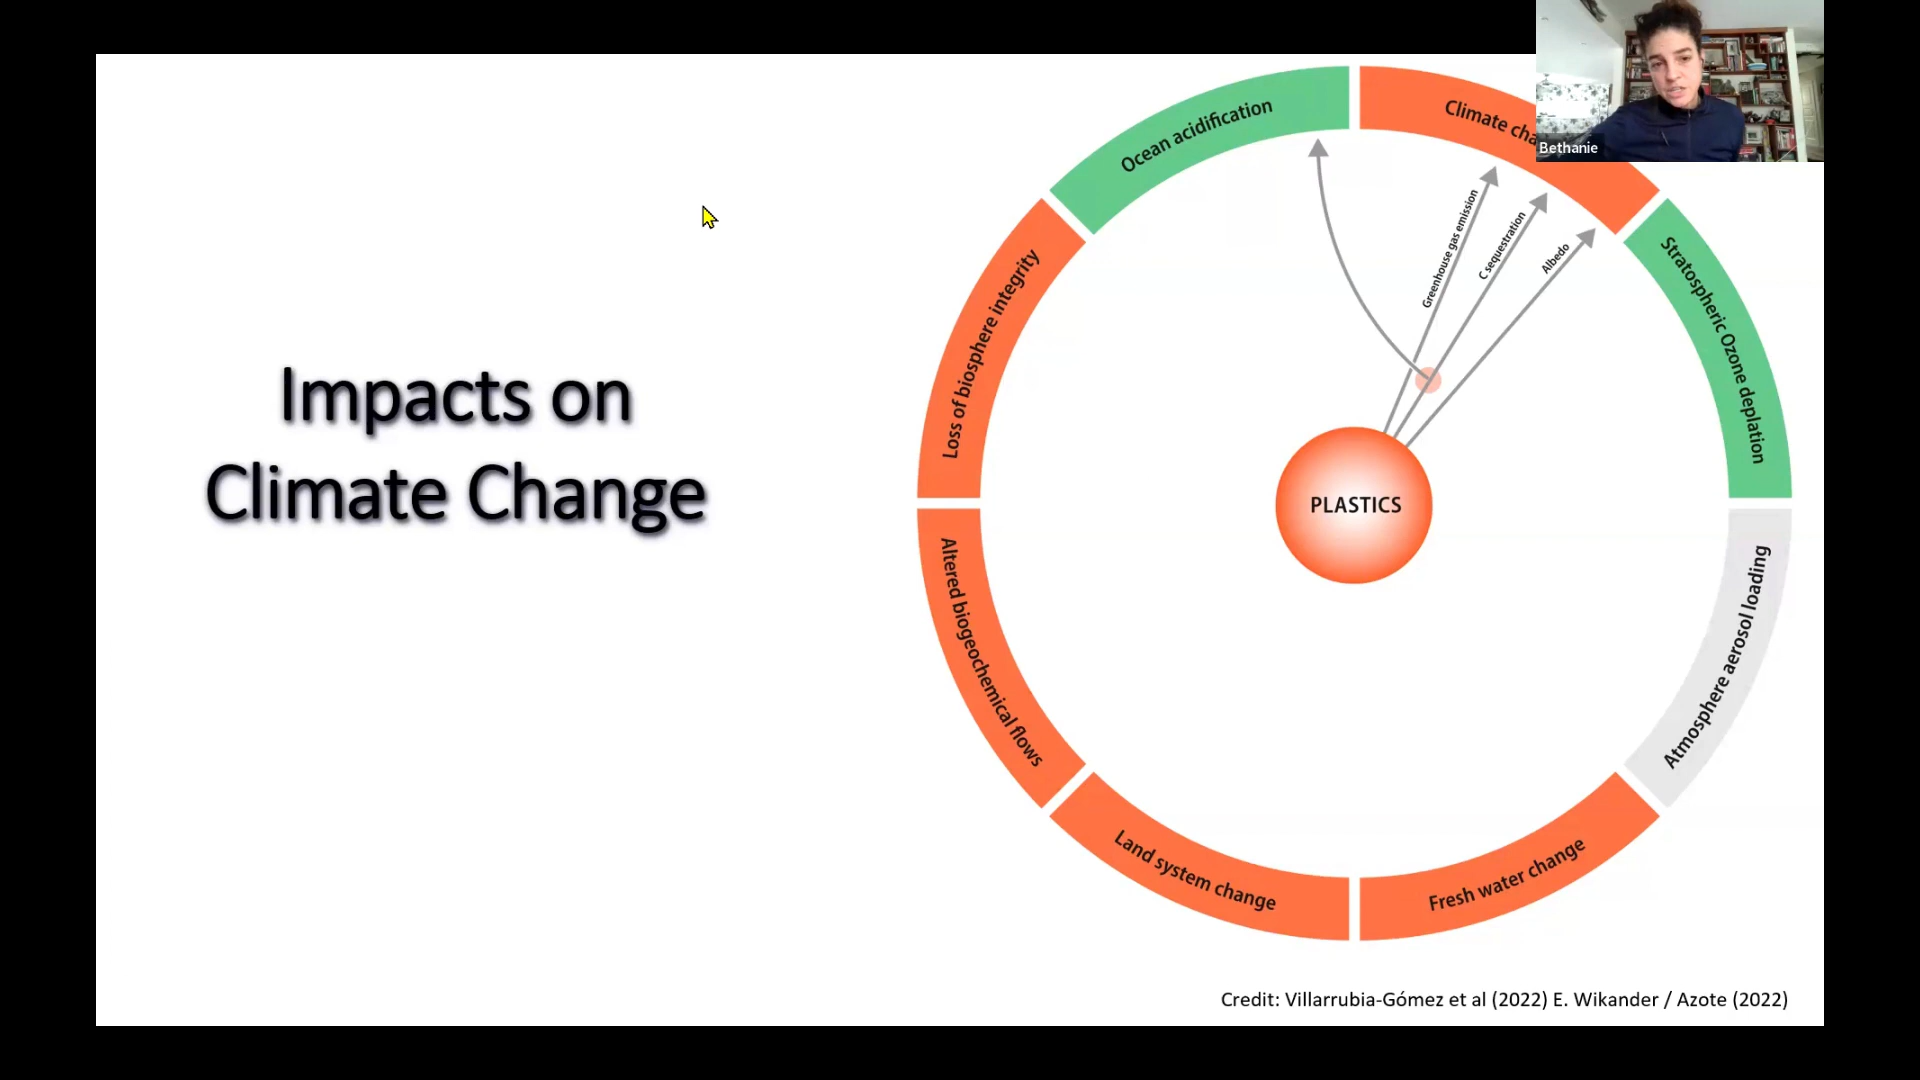 Impacts on
Climate Change
Ocean acidification
Climate cha
Bethanie
Stratospheric Ozone deplation
Atmosphere aerosol loading
Fresh water change
Land system change
Altered biogeochemical flows
Loss of biosphere integrity
Greenhouse gas emission
C sequestration
Albedo
PLASTICS
Credit: Villarrubia-Gómez et al (2022) E. Wikander / Azote (2022)